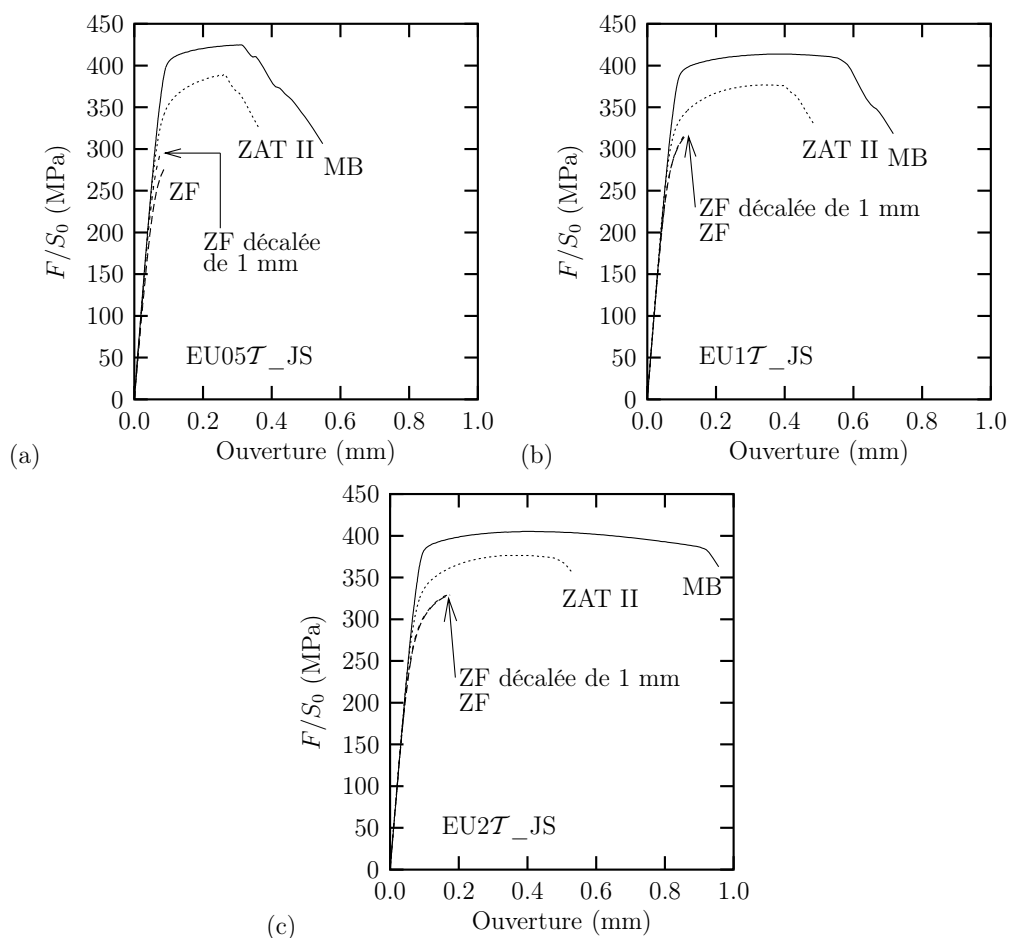 450
400
350
300
250
200
150
100
50
0
F/S₀ (MPa)
ZAT II
MB
ZF
ZF décalée
de 1 mm
EU05𝒯_JS
0.0 0.2 0.4 0.6 0.8 1.0
Ouverture (mm)
(a)
450
400
350
300
250
200
150
100
50
0
F/S₀ (MPa)
ZAT II MB
ZF décalée de 1 mm
ZF
EU1𝒯_JS
0.0 0.2 0.4 0.6 0.8 1.0
Ouverture (mm)
(b)
450
400
350
300
250
200
150
100
50
0
F/S₀ (MPa)
MB
ZAT II
ZF décalée de 1 mm
ZF
EU2𝒯_JS
0.0 0.2 0.4 0.6 0.8 1.0
Ouverture (mm)
(c)